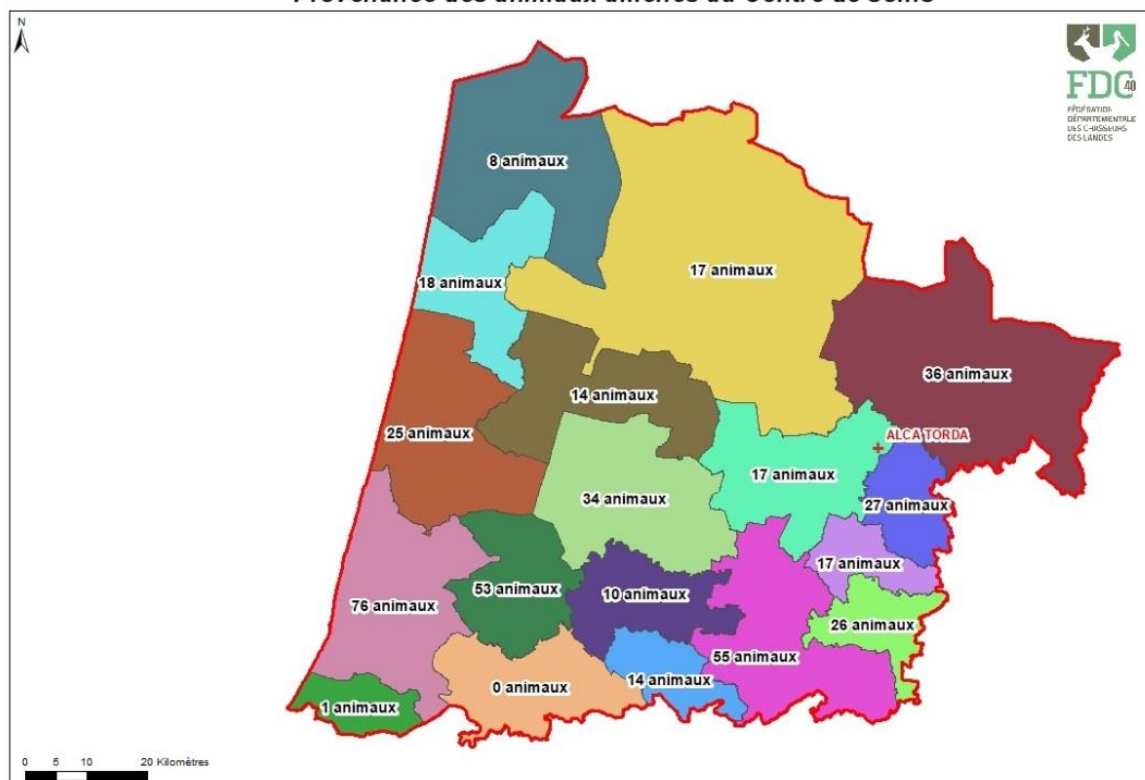 Provenance des animaux amenés au Centre de Soins
N
FDC 40
FÉDÉRATION
DÉPARTEMENTALE
DES CHASSEURS
DES LANDES
8 animaux
17 animaux
18 animaux
36 animaux
14 animaux
25 animaux
ALCA TORDA
17 animaux
34 animaux
27 animaux
17 animaux
53 animaux
10 animaux
76 animaux
26 animaux
55 animaux
14 animaux
0 animaux
1 animaux
0 5 10 20 Kilomètres